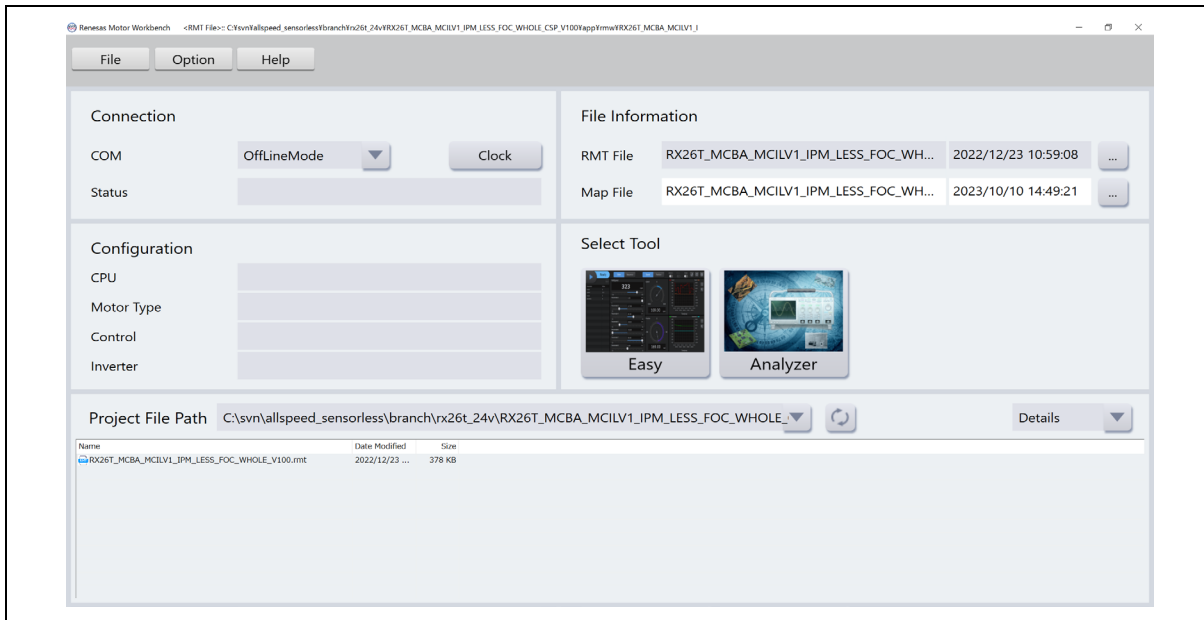 Renesas Motor Workbench <RMT File>:: C:¥svn¥allspeed_sensorless¥branch¥rx26t_24v¥RX26T_MCBA_MCILV1_IPM_LESS_FOC_WHOLE_CSP_V100¥app¥rmw¥RX26T_MCBA_MCILV1_I
File Option Help
Connection
COM OffLineMode Clock
Status
File Information
RMT File RX26T_MCBA_MCILV1_IPM_LESS_FOC_WH... 2022/12/23 10:59:08 ...
Map File RX26T_MCBA_MCILV1_IPM_LESS_FOC_WH... 2023/10/10 14:49:21 ...
Configuration
CPU
Motor Type
Control
Inverter
Select Tool
323
Easy Analyzer
Project File Path C:\svn\allspeed_sensorless\branch\rx26t_24v\RX26T_MCBA_MCILV1_IPM_LESS_FOC_WHOLE_ Details
Name Date Modified Size
RX26T_MCBA_MCILV1_IPM_LESS_FOC_WHOLE_V100.rmt 2022/12/23 ... 378 KB